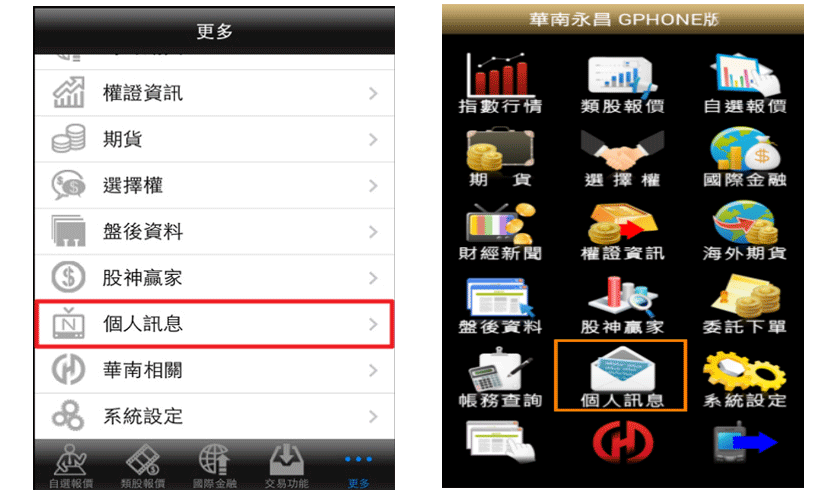 更多
權證資訊
期貨
選擇權
盤後資料
股神贏家
N
個人訊息
華南相關
系統設定
自選報價 類股報價 國際金融 交易功能 更多
華南永昌 GPHONE版
指數行情 類股報價 自選報價
期 貨 選 擇 權 國際金融
財經新聞 權證資訊 海外期貨
盤後資料 股神贏家 委託下單
帳務查詢 個人訊息 系統設定